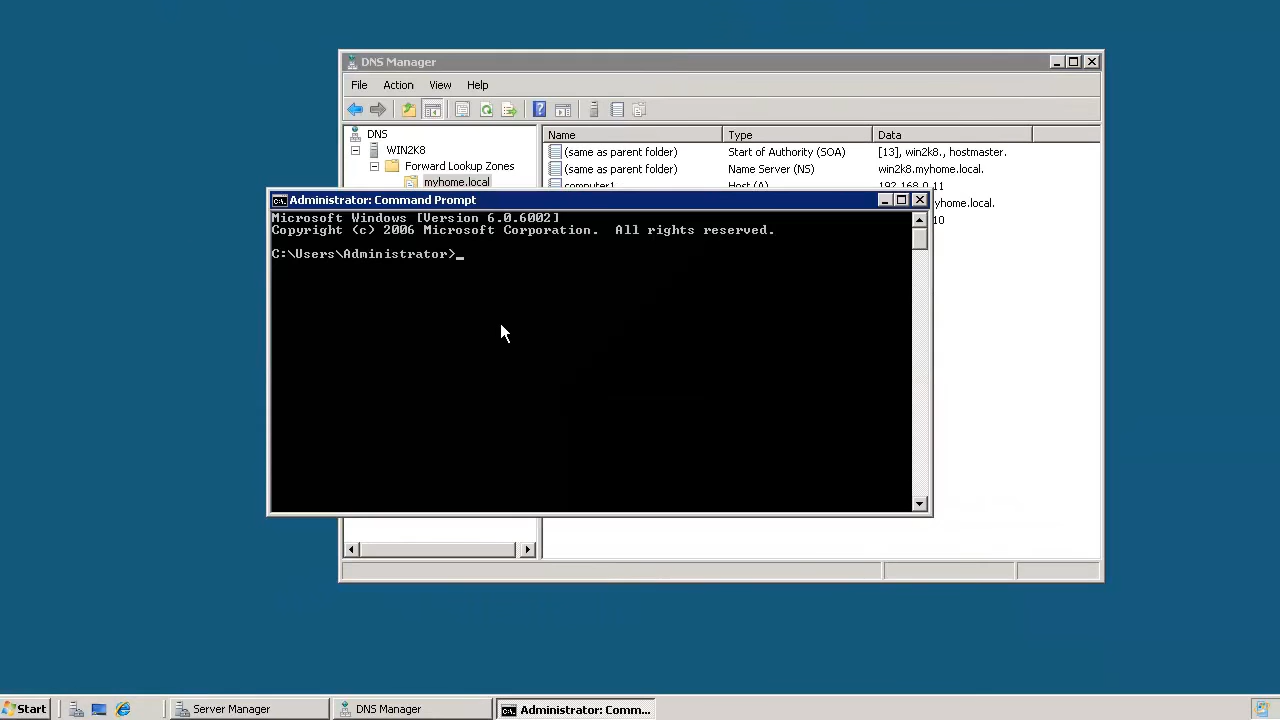 DNS Manager
File Action View Help
DNS
WIN2K8
Forward Lookup Zones
myhome.local
Name Type Data
(same as parent folder) Start of Authority (SOA) [13], win2k8., hostmaster.
(same as parent folder) Name Server (NS) win2k8.myhome.local.
computer1 Host (A) 192.168.0.11
yhome.local.
10
Administrator: Command Prompt
Microsoft Windows [Version 6.0.6002]
Copyright (c) 2006 Microsoft Corporation. All rights reserved.
C:\Users\Administrator>_
Start Server Manager DNS Manager Administrator: Comm...